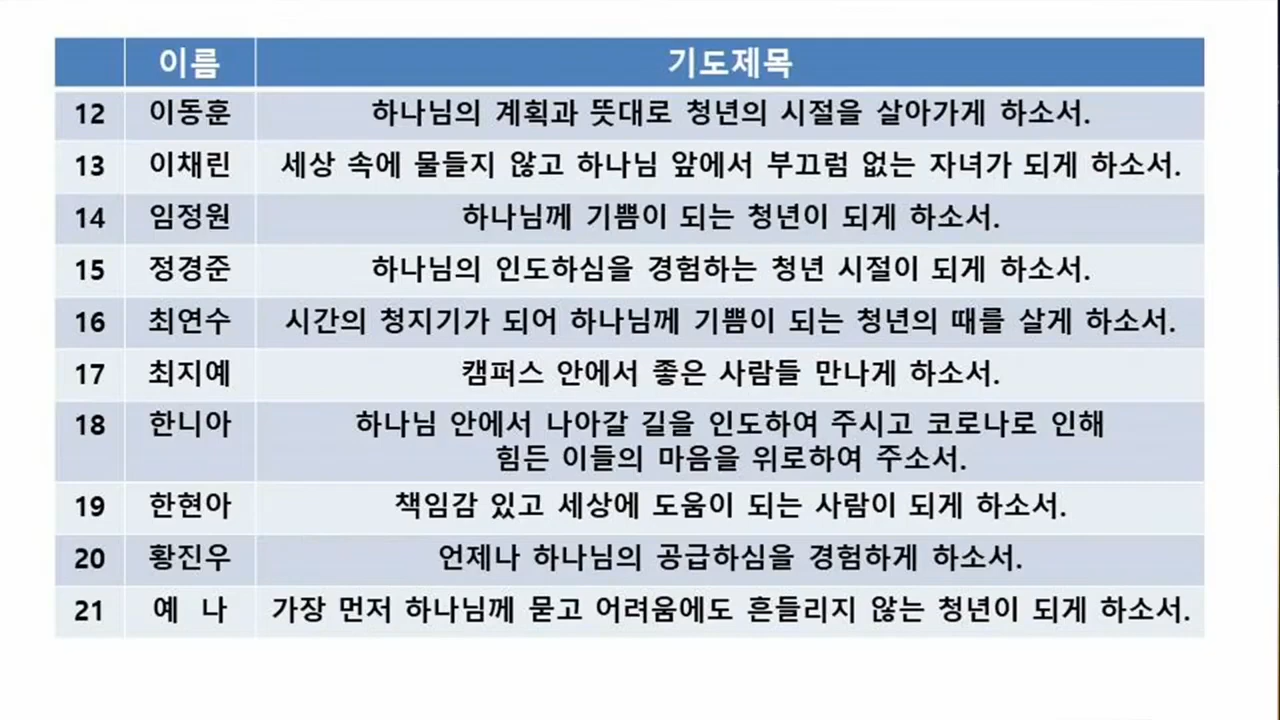 이름 기도제목
12 이동훈 하나님의 계획과 뜻대로 청년의 시절을 살아가게 하소서.
13 이채린 세상 속에 물들지 않고 하나님 앞에서 부끄럼 없는 자녀가 되게 하소서.
14 임정원 하나님께 기쁨이 되는 청년이 되게 하소서.
15 정경준 하나님의 인도하심을 경험하는 청년 시절이 되게 하소서.
16 최연수 시간의 청지기가 되어 하나님께 기쁨이 되는 청년의 때를 살게 하소서.
17 최지예 캠퍼스 안에서 좋은 사람들 만나게 하소서.
18 한니아 하나님 안에서 나아갈 길을 인도하여 주시고 코로나로 인해
힘든 이들의 마음을 위로하여 주소서.
19 한현아 책임감 있고 세상에 도움이 되는 사람이 되게 하소서.
20 황진우 언제나 하나님의 공급하심을 경험하게 하소서.
21 예 나 가장 먼저 하나님께 묻고 어려움에도 흔들리지 않는 청년이 되게 하소서.